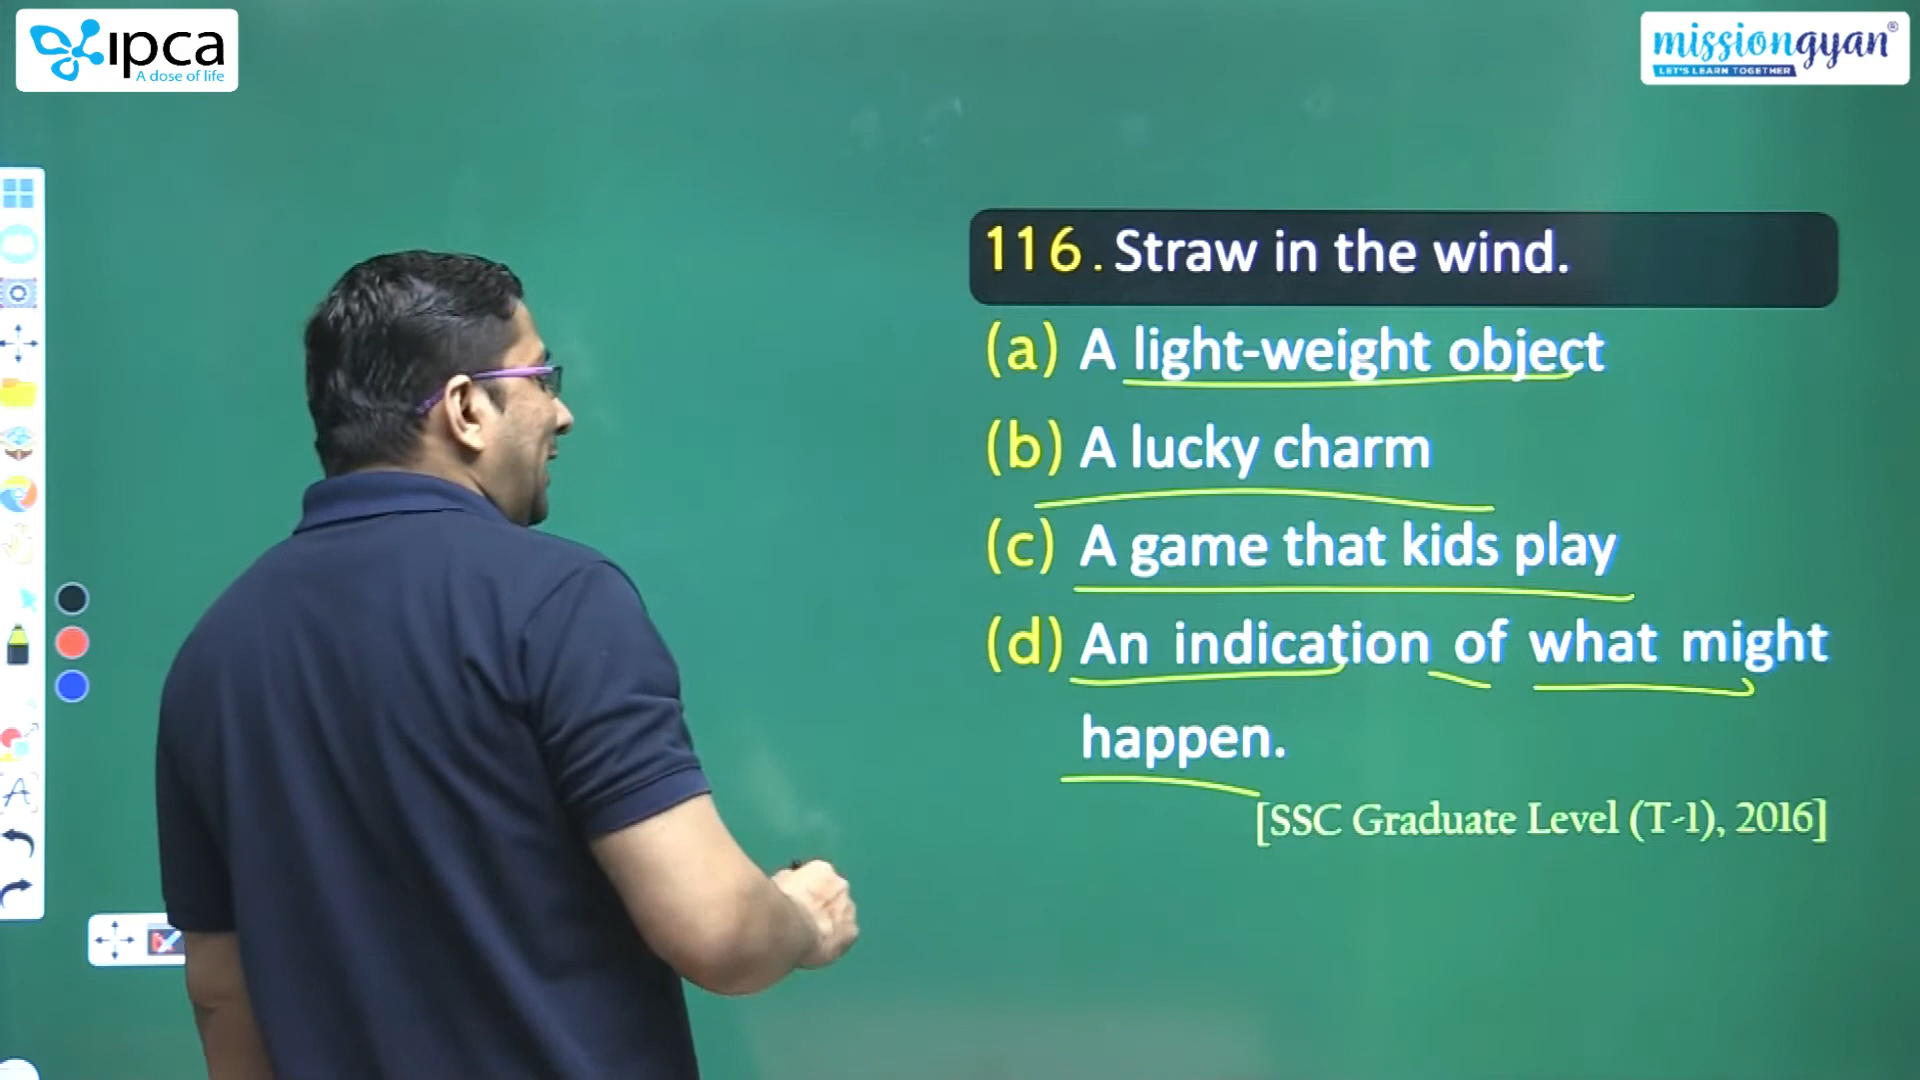 ipca
A dose of life
missiongyan®
LET'S LEARN TOGETHER
116. Straw in the wind.
(a) A light-weight object
(b) A lucky charm
(c) A game that kids play
(d) An indication of what might
happen.
[SSC Graduate Level (T-1), 2016]